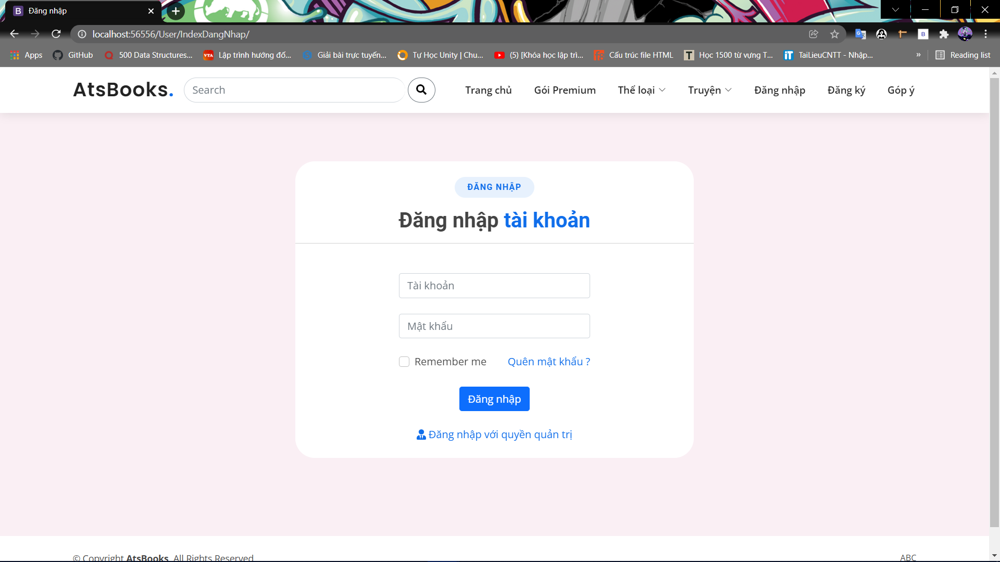 Đăng nhập
localhost:56556/User/IndexDangNhap/
Apps GitHub 500 Data Structures... Lập trình hướng đố... Giải bài trực tuyến... Tự Học Unity | Chu... (5) [Khóa học lập trì... Cấu trúc file HTML Học 1500 từ vựng T... TaiLieuCNTT - Nhập... » Reading list
AtsBooks. Search Trang chủ Gói Premium Thể loại Truyện Đăng nhập Đăng ký Góp ý
ĐĂNG NHẬP
Đăng nhập tài khoản
Tài khoản
Mật khẩu
Remember me Quên mật khẩu ?
Đăng nhập
Đăng nhập với quyền quản trị
© Copyright AtsBooks. All Rights Reserved
ABC